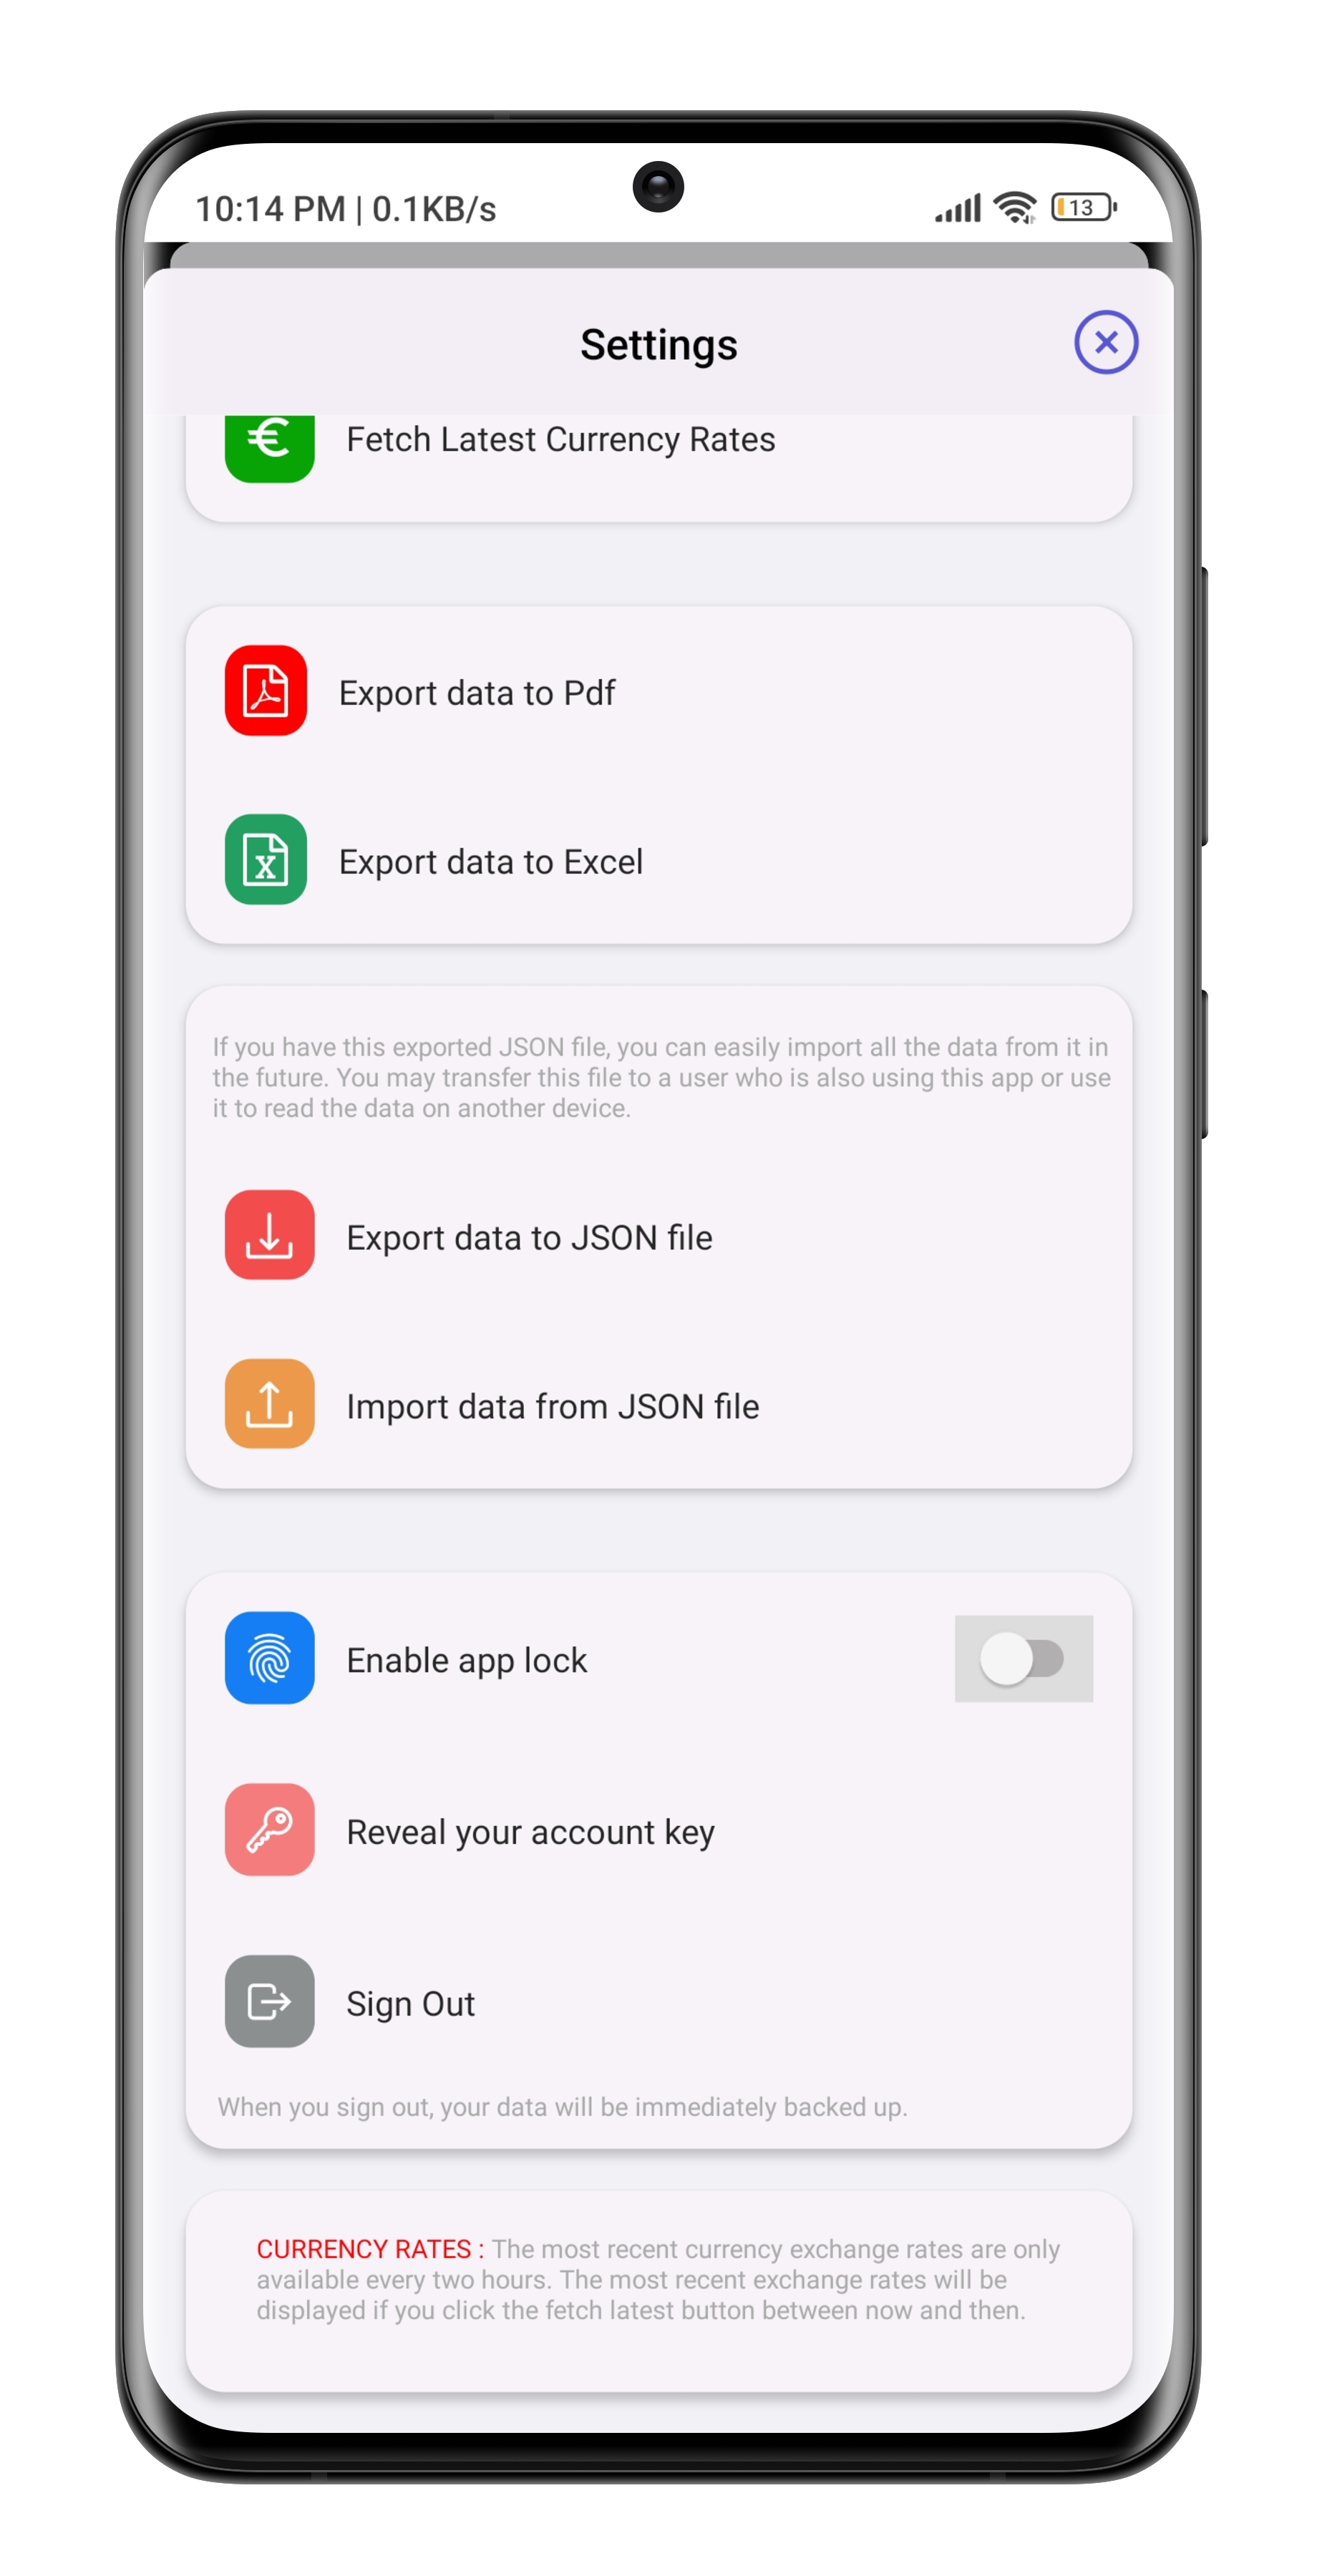 10:14 PM | 0.1KB/s
13
Settings
€ Fetch Latest Currency Rates
Export data to Pdf
X Export data to Excel
If you have this exported JSON file, you can easily import all the data from it in
the future. You may transfer this file to a user who is also using this app or use
it to read the data on another device.
Export data to JSON file
Import data from JSON file
Enable app lock
Reveal your account key
Sign Out
When you sign out, your data will be immediately backed up.
CURRENCY RATES : The most recent currency exchange rates are only
available every two hours. The most recent exchange rates will be
displayed if you click the fetch latest button between now and then.